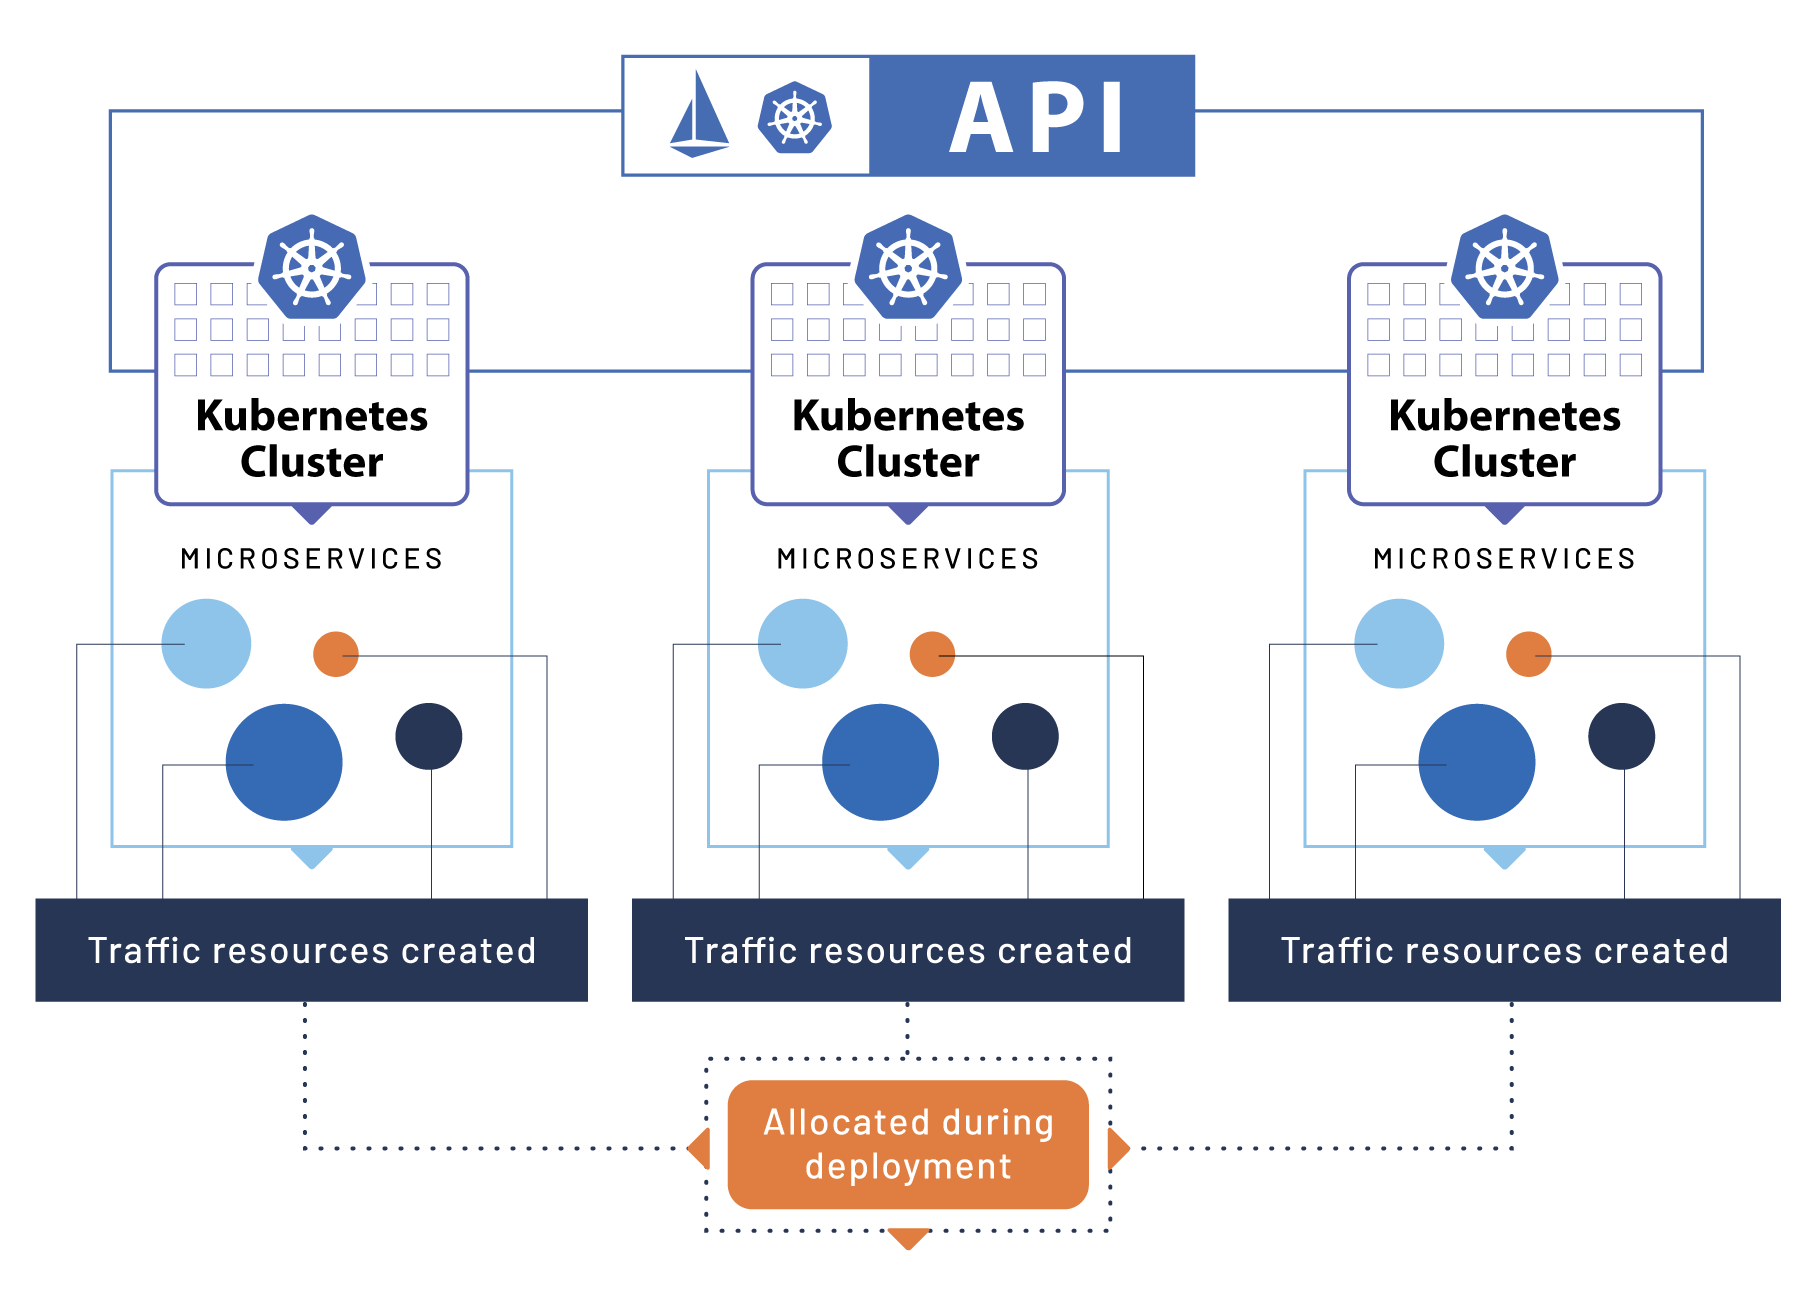 API
Kubernetes
Cluster
MICROSERVICES
Traffic resources created
Kubernetes
Cluster
MICROSERVICES
Traffic resources created
Kubernetes
Cluster
MICROSERVICES
Traffic resources created
Allocated during
deployment